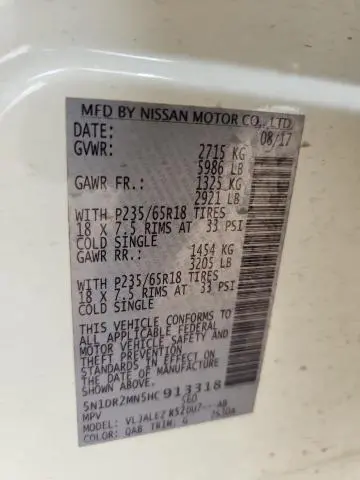 MFD BY NISSAN MOTOR CO., LTD.
DATE: 08/17
GVWR: 2715 KG
5986 LB
GAWR FR.: 1325 KG
2921 LB
WITH P235/65R18 TIRES
18 X 7.5 RIMS AT 33 PSI
COLD SINGLE
GAWR RR.: 1454 KG
3205 LB
WITH P235/65R18 TIRES
18 X 7.5 RIMS AT 33 PSI
COLD SINGLE
THIS VEHICLE CONFORMS TO
ALL APPLICABLE FEDERAL
MOTOR VEHICLE SAFETY AND
THEFT PREVENTION
STANDARDS IN EFFECT ON
THE DATE OF MANUFACTURE
SHOWN ABOVE.
5N1DR2MN5HC913318
MPV
MODEL:
COLOR: QAB TRIM: G